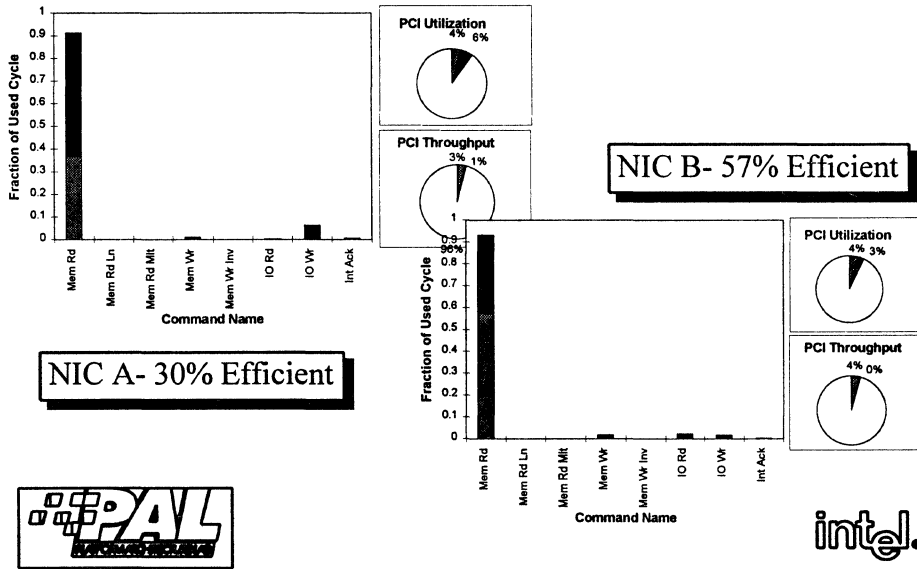 PCI Utilization
4% 6%
PCI Throughput
3% 1%
Fraction of Used Cycle
1
0.9
0.8
0.7
0.6
0.5
0.4
0.3
0.2
0.1
0
Mem Rd
Mem Rd Ln
Mem Rd Mlt
Mem Wr
Mem Wr Inv
IO Rd
IO Wr
Int Ack
Command Name
NIC A- 30% Efficient
NIC B- 57% Efficient
PCI Utilization
4% 3%
PCI Throughput
4% 0%
96%
Fraction of Used Cycle
1
0.9
0.8
0.7
0.6
0.5
0.4
0.3
0.2
0.1
0
Mem Rd
Mem Rd Ln
Mem Rd Mlt
Mem Wr
Mem Wr Inv
IO Rd
IO Wr
Int Ack
Command Name
PAL
intel.